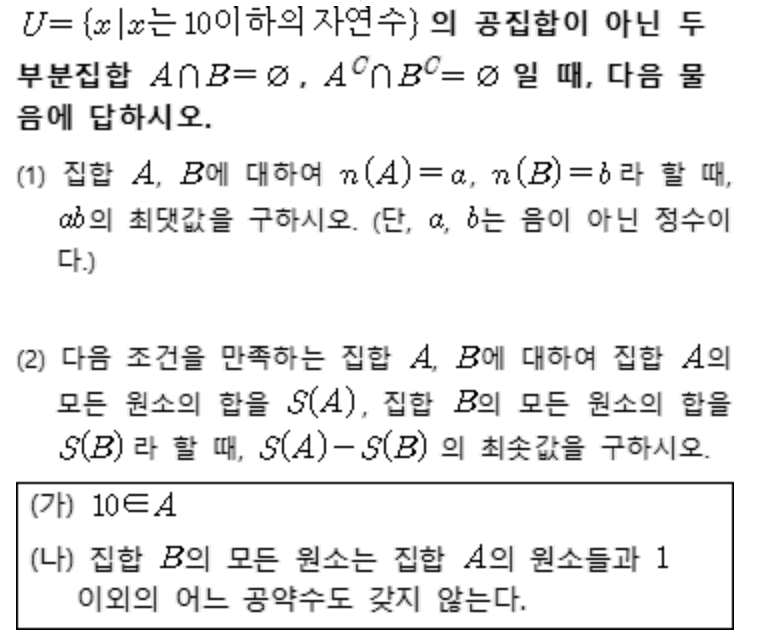 U={x|x는 10이하의 자연수} 의 공집합이 아닌 두
부분집합 A∩B=∅, A^C∩B^C=∅ 일 때, 다음 물
음에 답하시오.
(1) 집합 A, B에 대하여 n(A)=a, n(B)=b라 할 때,
ab의 최댓값을 구하시오. (단, a, b는 음이 아닌 정수이
다.)
(2) 다음 조건을 만족하는 집합 A, B에 대하여 집합 A의
모든 원소의 합을 S(A), 집합 B의 모든 원소의 합을
S(B)라 할 때, S(A)-S(B)의 최솟값을 구하시오.
(가) 10∈A
(나) 집합 B의 모든 원소는 집합 A의 원소들과 1
이외의 어느 공약수도 갖지 않는다.